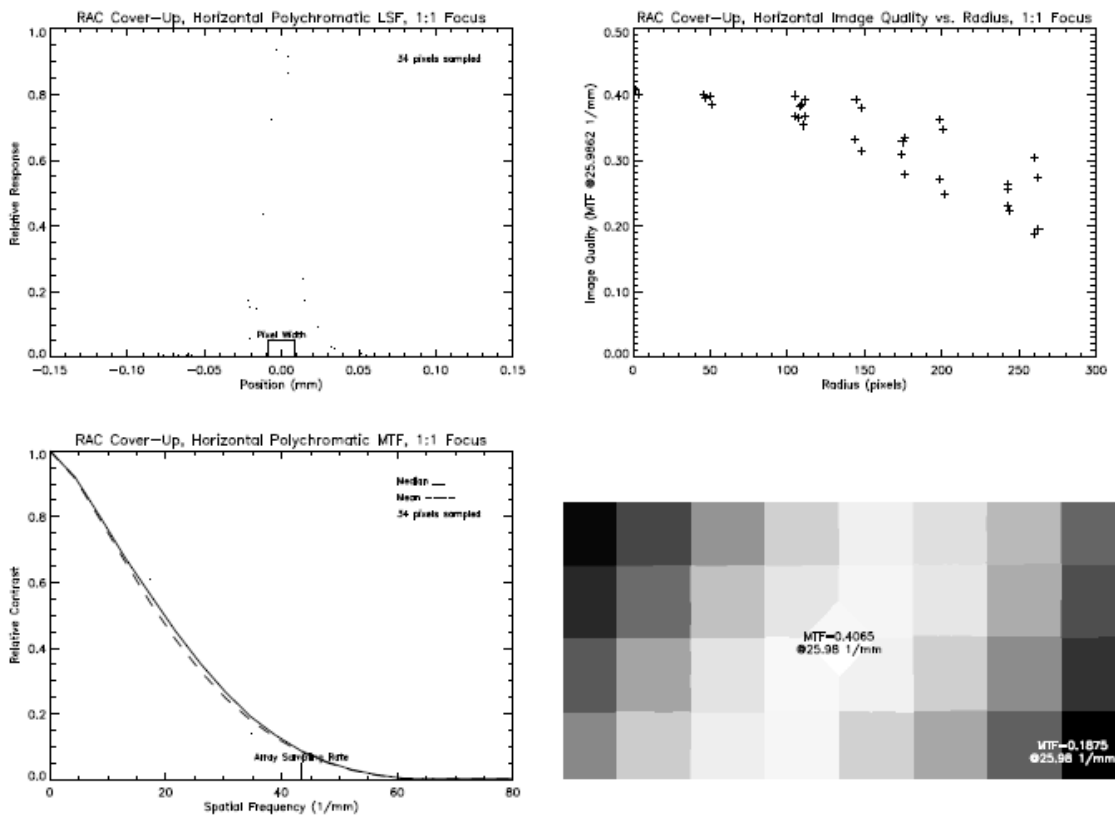 RAC Cover-Up, Horizontal Polychromatic LSF, 1:1 Focus
1.0
0.8
0.6
0.4
0.2
0.0
Relative Response
34 pixels sampled
Pixel Width
-0.15 -0.10 -0.05 0.00 0.05 0.10 0.15
Position (mm)
RAC Cover-Up, Horizontal Image Quality vs. Radius, 1:1 Focus
0.50
0.40
0.30
0.20
0.10
0.00
Image Quality (MTF @25.9862 1/mm)
0 50 100 150 200 250 300
Radius (pixels)
RAC Cover-Up, Horizontal Polychromatic MTF, 1:1 Focus
1.0
0.8
0.6
0.4
0.2
0.0
Relative Contrast
Median
Mean
34 pixels sampled
Array Sampling Rate
0 20 40 60 80
Spatial Frequency (1/mm)
MTF=0.4065
@25.98 1/mm
MTF=0.1875
@25.98 1/mm